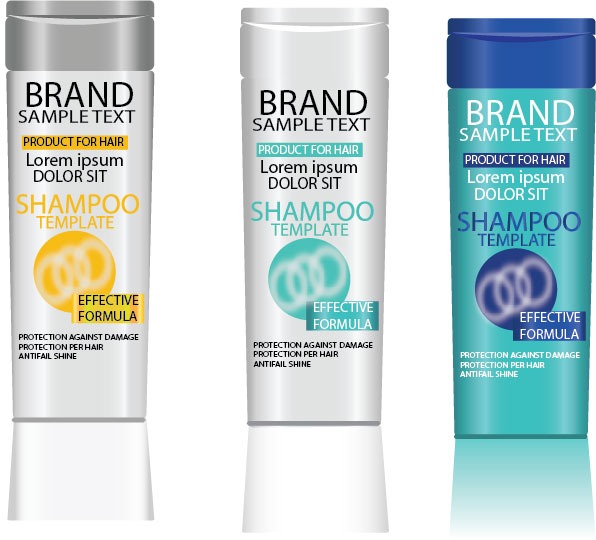 BRAND
SAMPLE TEXT
PRODUCT FOR HAIR
Lorem ipsum
DOLOR SIT
SHAMPOO
TEMPLATE
EFFECTIVE
FORMULA
PROTECTION AGAINST DAMAGE
PROTECTION PER HAIR
ANTIFAIL SHINE
BRAND
SAMPLE TEXT
PRODUCT FOR HAIR
Lorem ipsum
DOLOR SIT
SHAMPOO
TEMPLATE
EFFECTIVE
FORMULA
PROTECTION AGAINST DAMAGE
PROTECTION PER HAIR
ANTIFAIL SHINE
BRAND
SAMPLE TEXT
PRODUCT FOR HAIR
Lorem ipsum
DOLOR SIT
SHAMPOO
TEMPLATE
EFFECTIVE
FORMULA
PROTECTION AGAINST DAMAGE
PROTECTION PER HAIR
ANTIFAIL SHINE